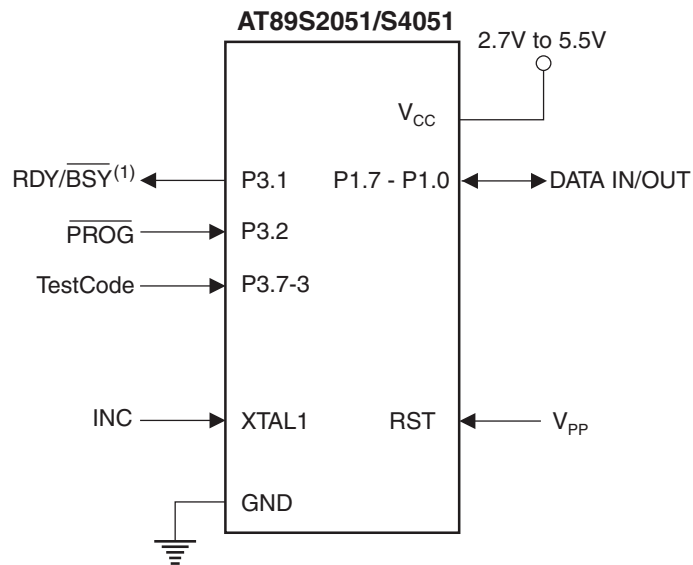 AT89S2051/S4051
2.7V to 5.5V
VCC
RDY/BSY(1) P3.1 P1.7 - P1.0 DATA IN/OUT
PROG P3.2
TestCode P3.7-3
INC XTAL1 RST VPP
GND